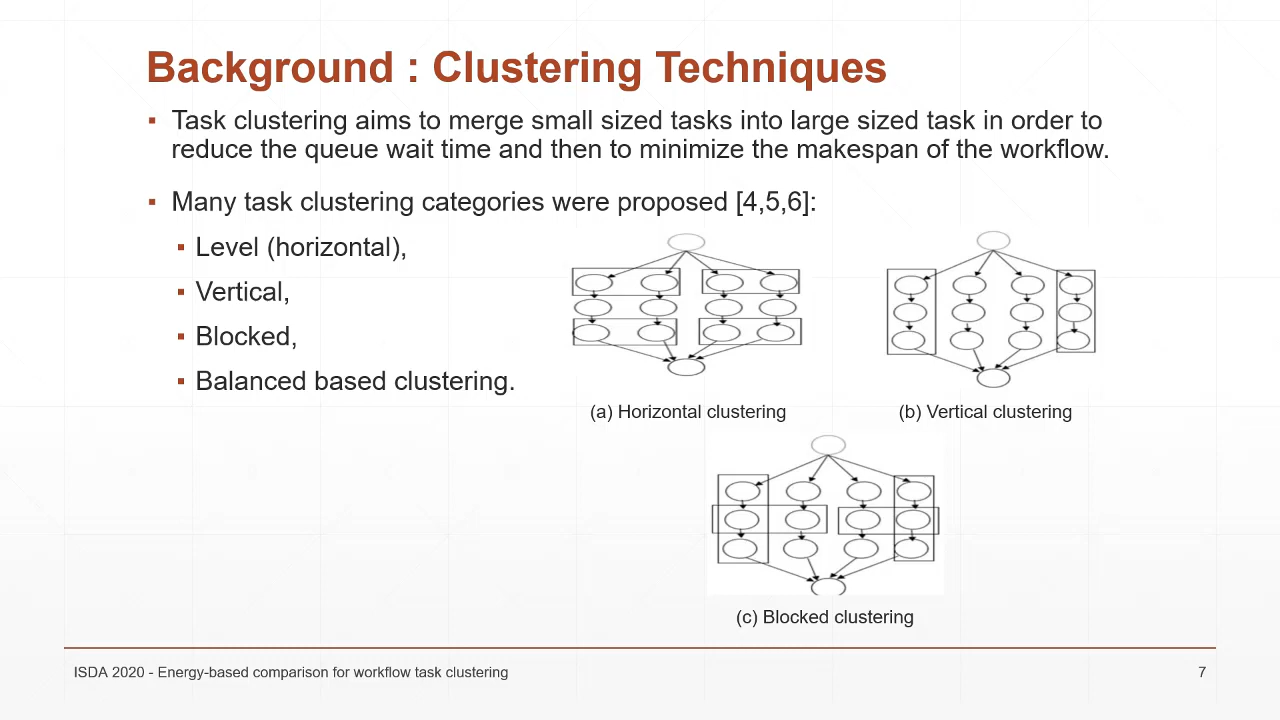 Background : Clustering Techniques
▪ Task clustering aims to merge small sized tasks into large sized task in order to
reduce the queue wait time and then to minimize the makespan of the workflow.
▪ Many task clustering categories were proposed [4,5,6]:
▪ Level (horizontal),
▪ Vertical,
▪ Blocked,
▪ Balanced based clustering.
(a) Horizontal clustering
(b) Vertical clustering
(c) Blocked clustering
ISDA 2020 - Energy-based comparison for workflow task clustering
7